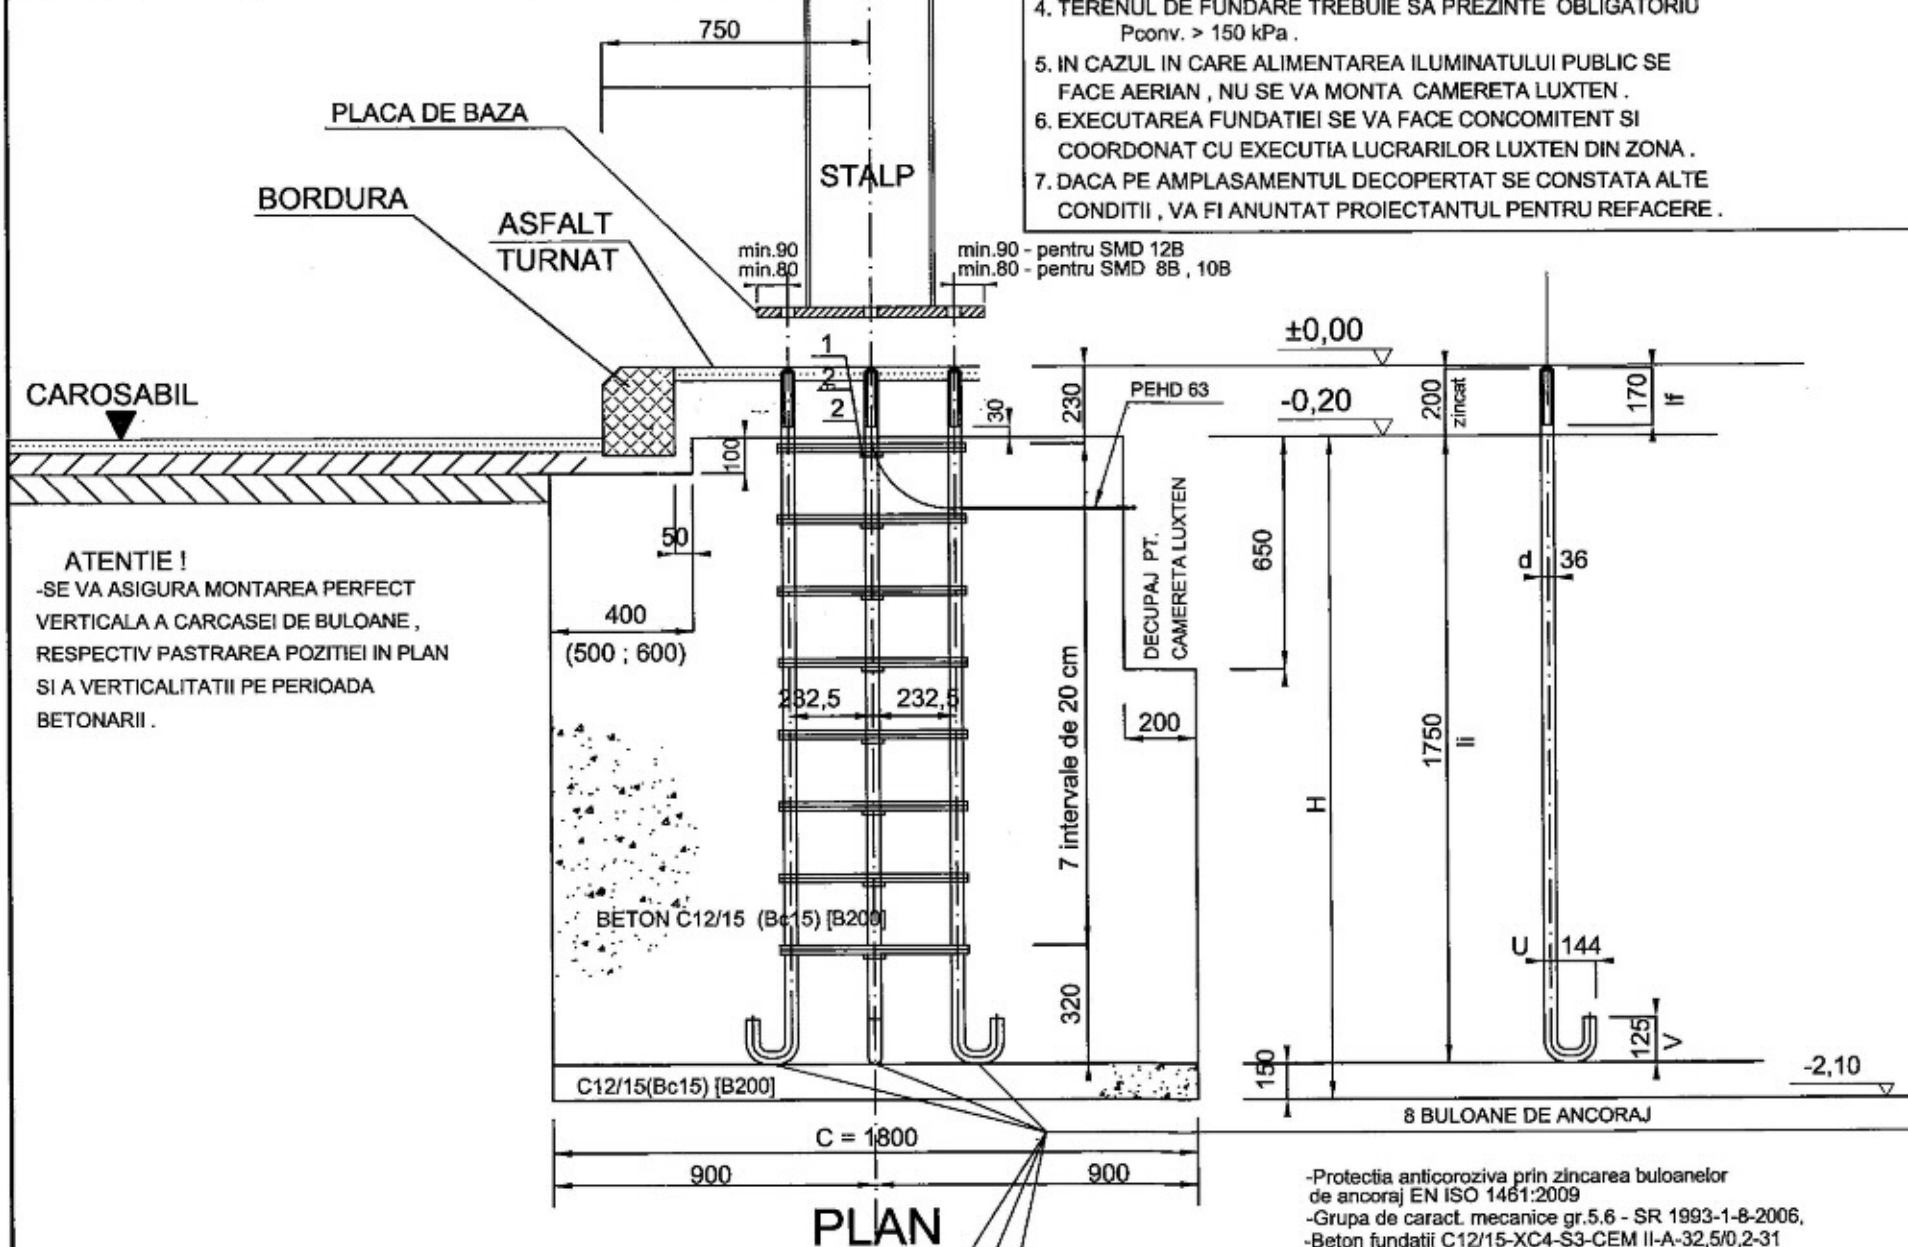 4. TERENUL DE FUNDARE TREBUIE SA PREZINTE OBLIGATORIU
Pconv. > 150 kPa .
5. IN CAZUL IN CARE ALIMENTAREA ILUMINATULUI PUBLIC SE
FACE AERIAN , NU SE VA MONTA CAMERETA LUXTEN .
6. EXECUTAREA FUNDATIEI SE VA FACE CONCOMITENT SI
COORDONAT CU EXECUTIA LUCRARILOR LUXTEN DIN ZONA .
7. DACA PE AMPLASAMENTUL DECOPERTAT SE CONSTATA ALTE
CONDITII , VA FI ANUNTAT PROIECTANTUL PENTRU REFACERE .
750
PLACA DE BAZA
STALP
BORDURA
ASFALT
TURNAT
min.90
min.80
min.90 - pentru SMD 12B
min.80 - pentru SMD 8B , 10B
±0,00
1
2
2
CAROSABIL
30
230
PEHD 63
-0,20
200
zincat
170
lf
100
50
ATENTIE !
-SE VA ASIGURA MONTAREA PERFECT
VERTICALA A CARCASEI DE BULOANE ,
RESPECTIV PASTRAREA POZITIEI IN PLAN
SI A VERTICALITATII PE PERIOADA
BETONARII .
400
(500 ; 600)
DECUPAJ PT.
CAMERETA LUXTEN
650
d 36
232,5 232,5
200
7 intervale de 20 cm
H
1750
li
BETON C12/15 (Bc15) [B200]
U 144
320
125
V
C12/15(Bc15) [B200]
150
-2,10
8 BULOANE DE ANCORAJ
C = 1800
900 900
PLAN
-Protectia anticoroziva prin zincarea buloanelor
de ancoraj EN ISO 1461:2009
-Grupa de caract. mecanice gr.5.6 - SR 1993-1-8-2006,
-Beton fundatii C12/15-XC4-S3-CEM II-A-32,5/0,2-31